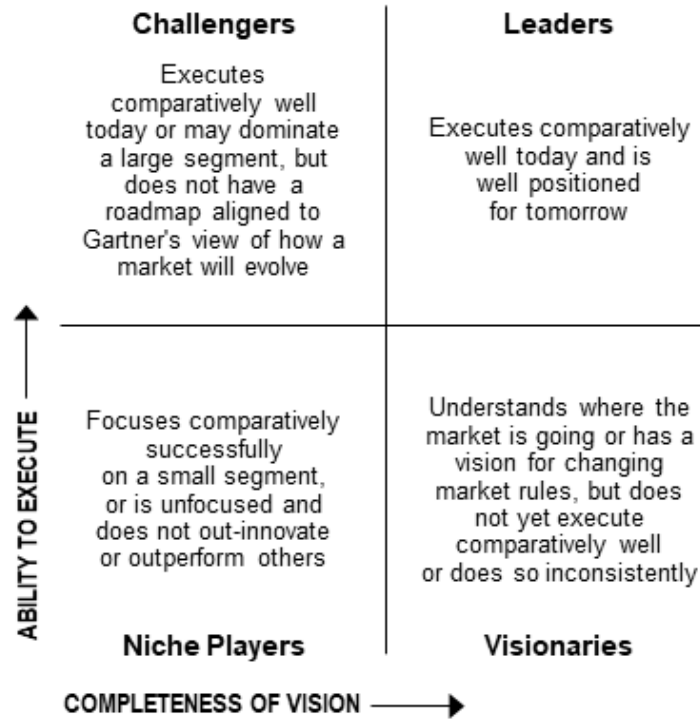 Challengers
Executes
comparatively well
today or may dominate
a large segment, but
does not have a
roadmap aligned to
Gartner's view of how a
market will evolve
Leaders
Executes comparatively
well today and is
well positioned
for tomorrow
ABILITY TO EXECUTE
Focuses comparatively
successfully
on a small segment,
or is unfocused and
does not out-innovate
or outperform others
Niche Players
Understands where the
market is going or has a
vision for changing
market rules, but does
not yet execute
comparatively well
or does so inconsistently
Visionaries
COMPLETENESS OF VISION